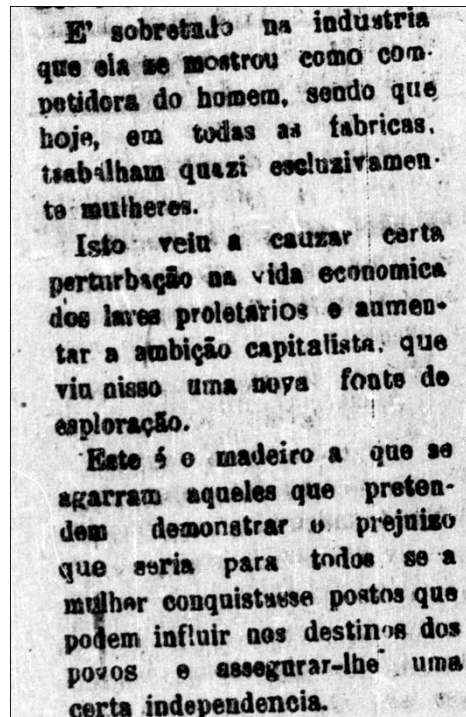 E' sobretudo na industria
que ela se mostrou como com-
petidora do homem, sendo que
hoje, em todas as fabricas,
trabalham quazi escluzivamen-
te mulheres.
Isto veiu a cauzar certa
perturbação na vida economica
dos lares proletarios e aumen-
tar a ambição capitalista, que
viu nisso uma nova fonte de
esploração.
Este é o madeiro a que se
agarram aqueles que preten-
dem demonstrar o prejuizo
que seria para todos se a
mulher conquistasse postos que
podem influir nos destinos dos
povos e assegurar-lhe uma
certa independencia.